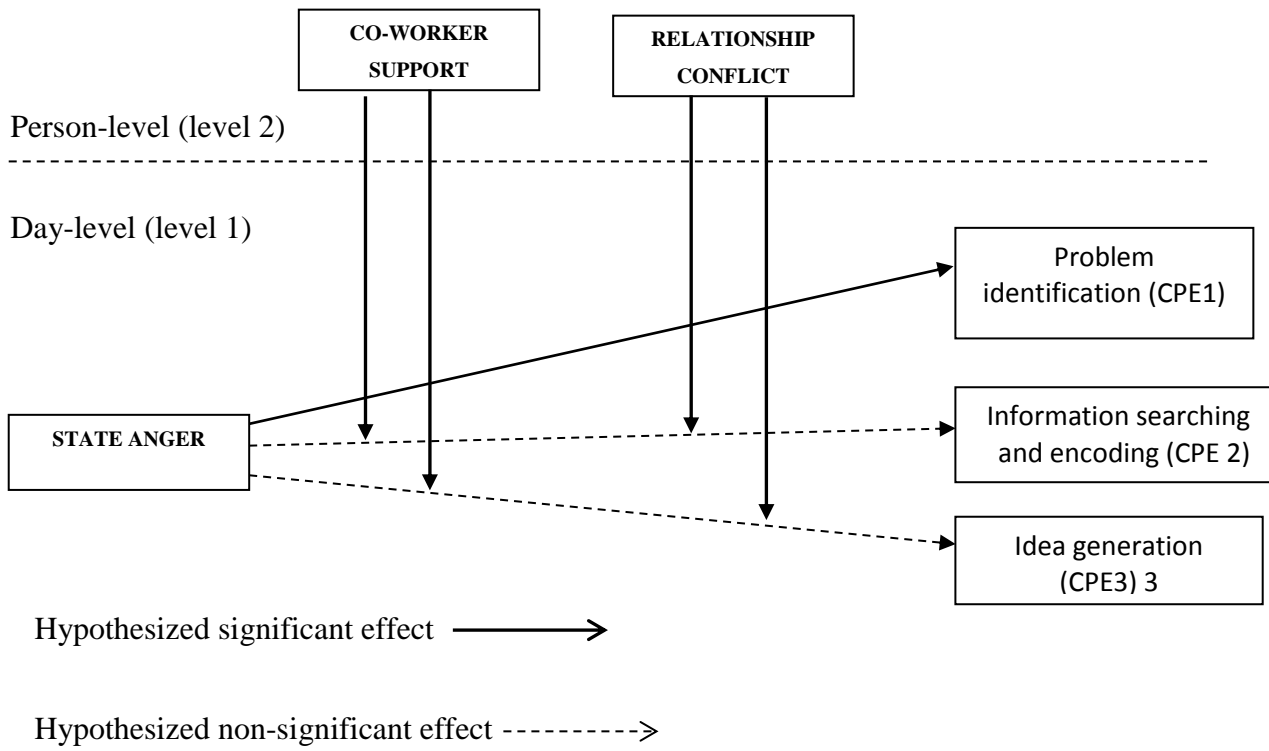 CO-WORKER
SUPPORT
RELATIONSHIP
CONFLICT
Person-level (level 2)
Day-level (level 1)
Problem
identification (CPE1)
STATE ANGER
Information searching
and encoding (CPE 2)
Idea generation
(CPE3) 3
Hypothesized significant effect
Hypothesized non-significant effect